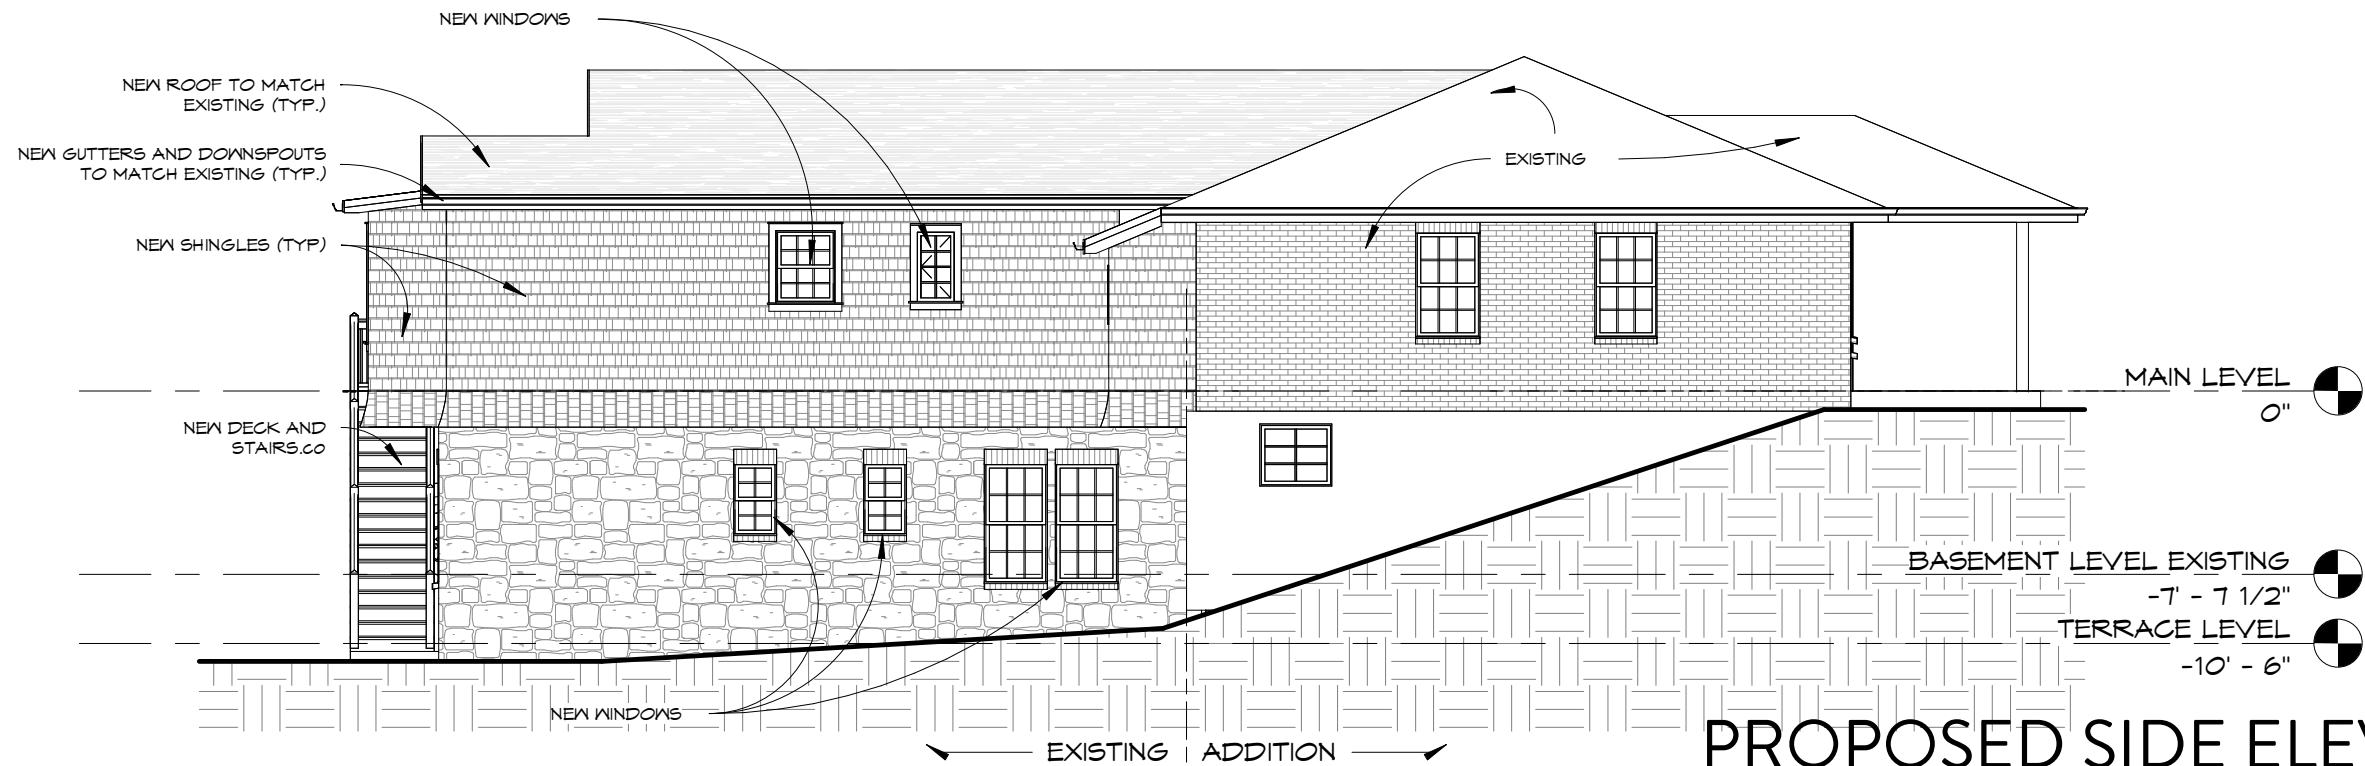 NEW WINDOWS
NEW ROOF TO MATCH
EXISTING (TYP.)
NEW GUTTERS AND DOWNSPOUTS
TO MATCH EXISTING (TYP.)
EXISTING
NEW SHINGLES (TYP)
MAIN LEVEL
0"
NEW DECK AND
STAIRS.CO
BASEMENT LEVEL EXISTING
-7' - 7 1/2"
TERRACE LEVEL
-10' - 6"
NEW WINDOWS
EXISTING ADDITION
PROPOSED SIDE ELEV